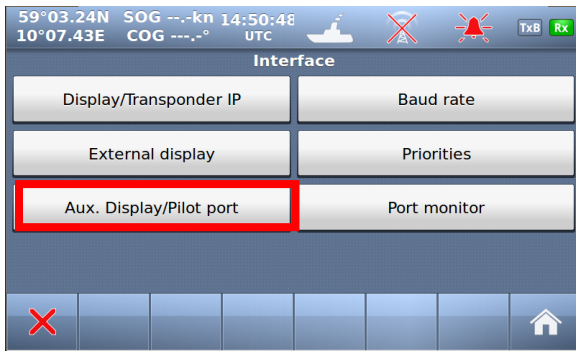 59°03.24N SOG --.-kn 14:50:48
10°07.43E COG ---.-° UTC
TxB Rx
Interface
Display/Transponder IP Baud rate
External display Priorities
Aux. Display/Pilot port Port monitor